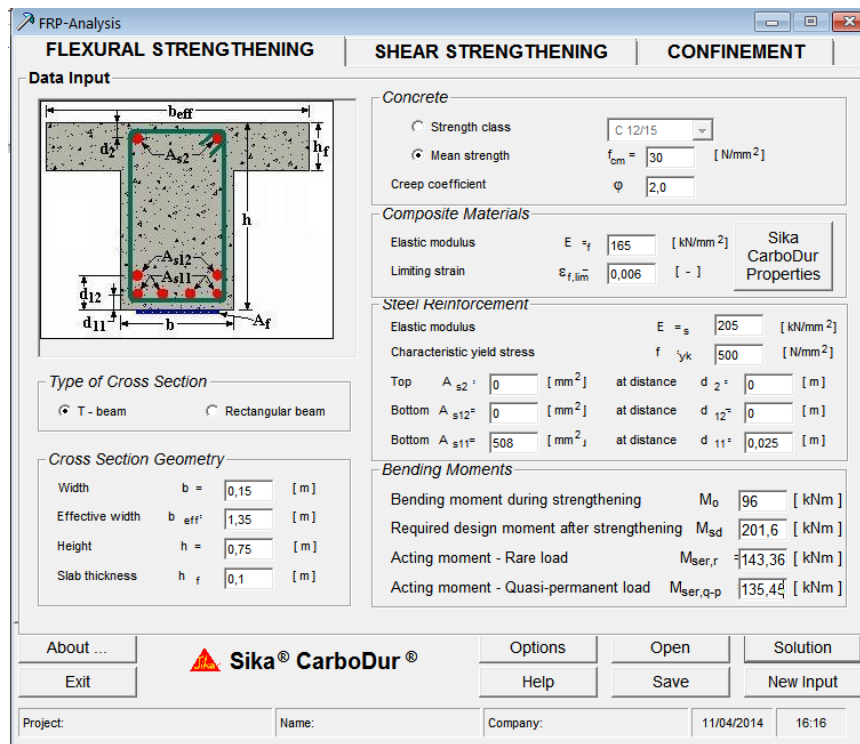 FRP-Analysis
FLEXURAL STRENGTHENING SHEAR STRENGTHENING CONFINEMENT
Data Input
beff
d2
As2
hf
h
As12
As11
d12
d11
b
Af
Type of Cross Section
T - beam Rectangular beam
Cross Section Geometry
Width b = 0,15 [ m ]
Effective width b eff: 1,35 [ m ]
Height h = 0,75 [ m ]
Slab thickness h f 0,1 [ m ]
Concrete
Strength class C 12/15
Mean strength fcm = 30 [ N/mm2]
Creep coefficient φ 2,0
Composite Materials
Elastic modulus E =f 165 [ kN/mm2]
Limiting strain εf,lim 0,006 [ - ]
Sika
CarboDur
Properties
Steel Reinforcement
Elastic modulus E =s 205 [ kN/mm2]
Characteristic yield stress f yk 500 [ N/mm2]
Top A s2 : 0 [ mm2] at distance d 2 : 0 [ m ]
Bottom A s12= 0 [ mm2] at distance d 12= 0 [ m ]
Bottom A s11= 508 [ mm2] at distance d 11= 0,025 [ m ]
Bending Moments
Bending moment during strengthening Mo 96 [ kNm ]
Required design moment after strengthening Msd 201,6 [ kNm ]
Acting moment - Rare load Mser,r = 143,36 [ kNm ]
Acting moment - Quasi-permanent load Mser,q-p = 135,45 [ kNm ]
About ... Sika® CarboDur ® Options Open Solution
Exit Help Save New Input
Project: Name: Company: 11/04/2014 16:16